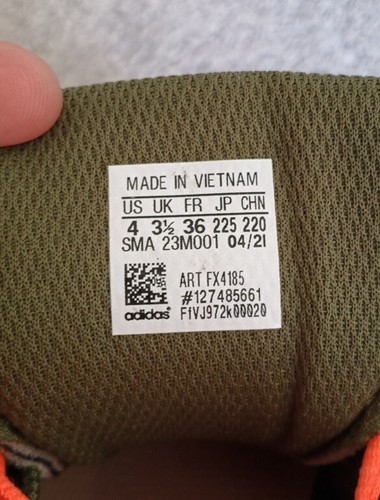 MADE IN VIETNAM
US UK FR JP CHN
4 3½ 36 225 220
SMA 23M001 04/21
ART FX4185
#127485661
adidas® FfVJ972k00020